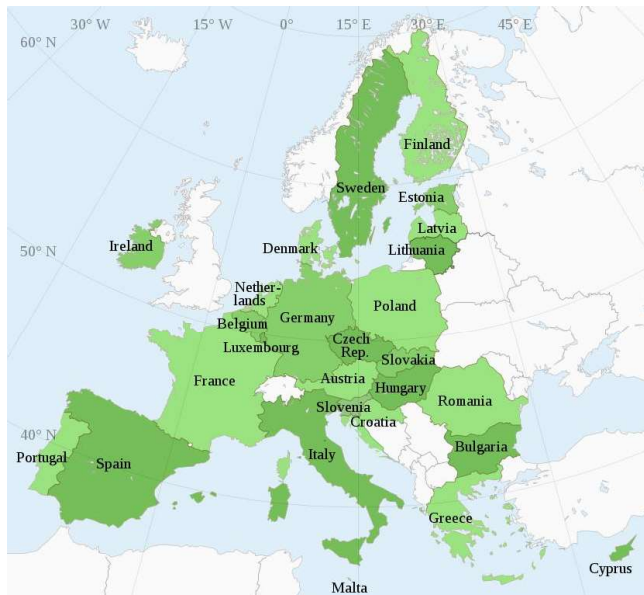 30° W
15° W
0°
15° E
30° E
45° E
60° N
Finland
Sweden
Estonia
Latvia
Lithuania
Ireland
Denmark
50° N
Nether-
lands
Belgium
Luxembourg
Germany
Poland
Czech
Rep.
Slovakia
France
Austria
Hungary
Slovenia
Croatia
Romania
40° N
Portugal
Spain
Italy
Bulgaria
Greece
Malta
Cyprus